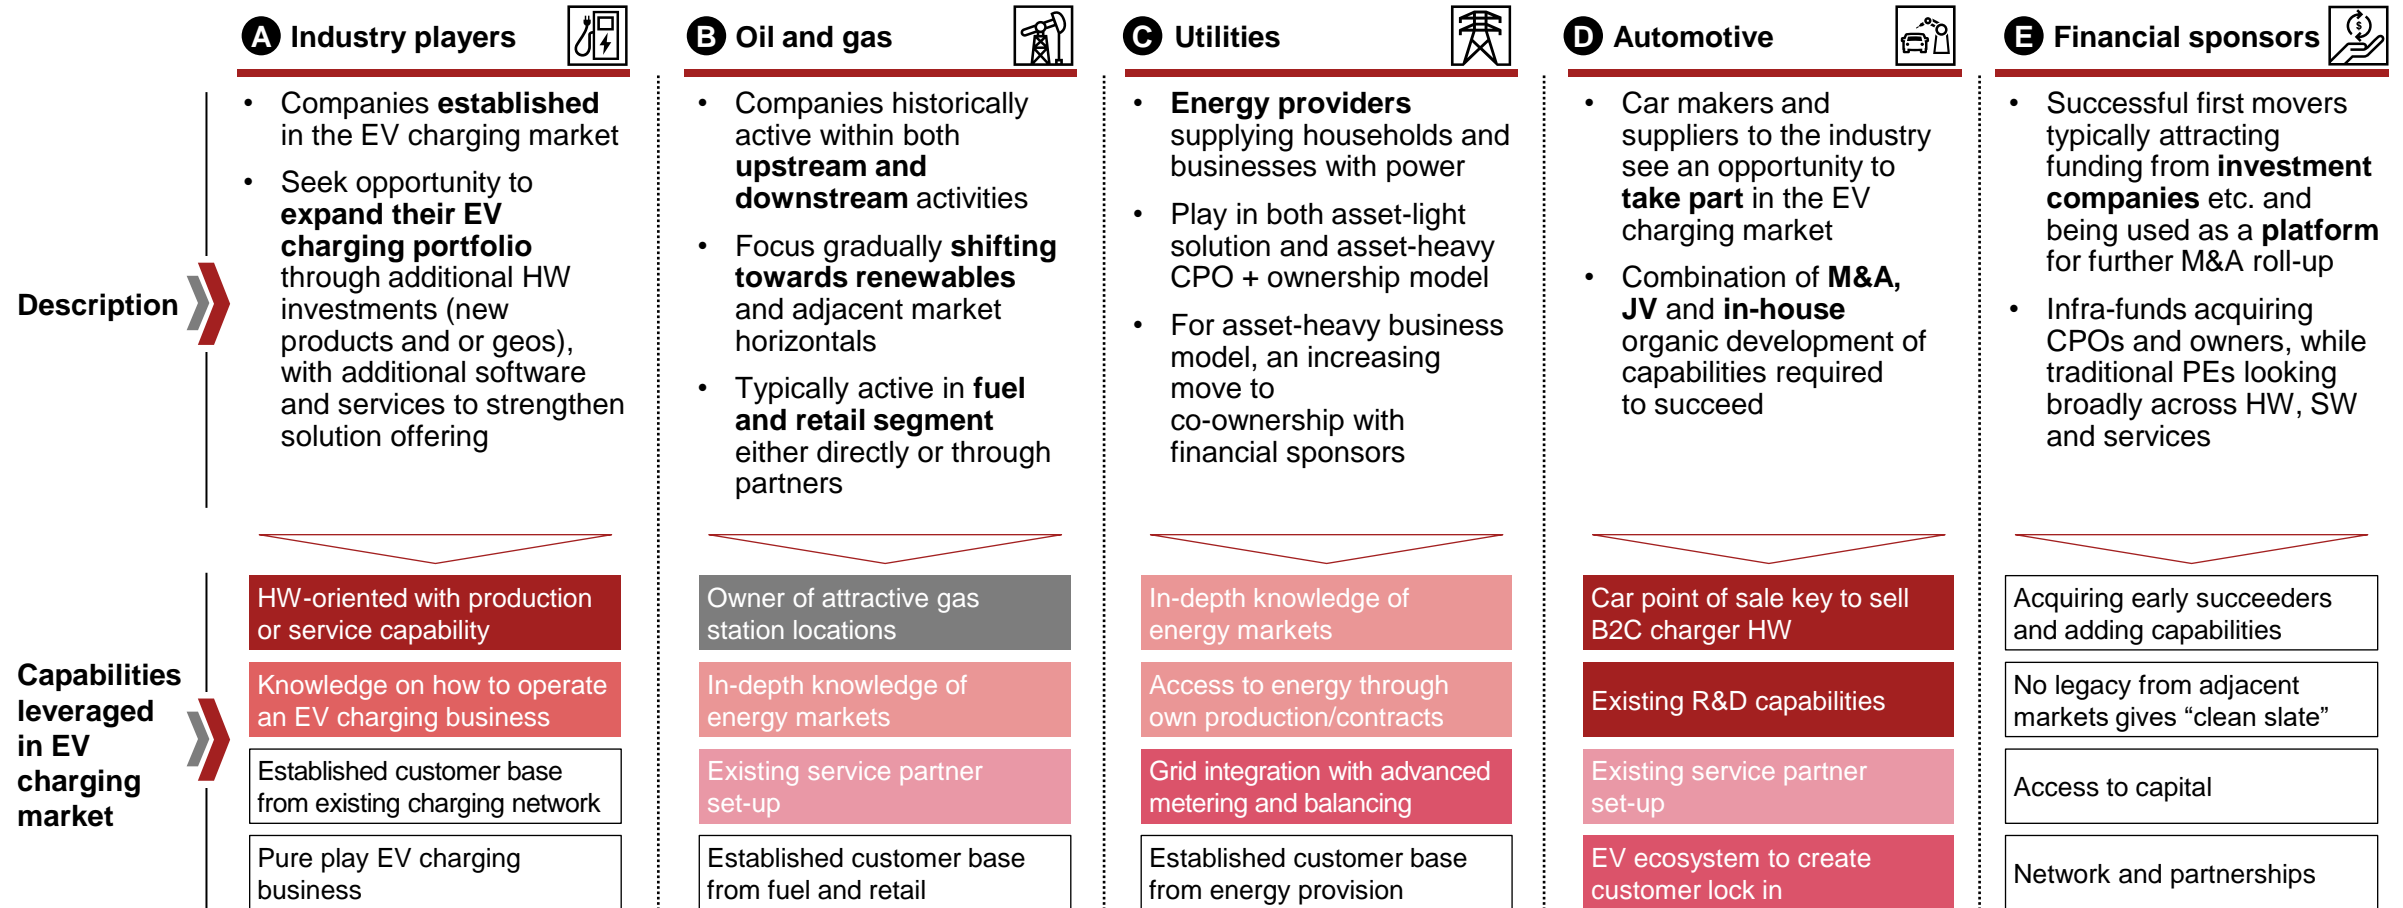 A Industry players
B Oil and gas
C Utilities
D Automotive
E Financial sponsors
Description
• Companies established
in the EV charging market
• Seek opportunity to
expand their EV
charging portfolio
through additional HW
investments (new
products and or geos),
with additional software
and services to strengthen
solution offering
• Companies historically
active within both
upstream and
downstream activities
• Focus gradually shifting
towards renewables
and adjacent market
horizontals
• Typically active in fuel
and retail segment
either directly or through
partners
• Energy providers
supplying households and
businesses with power
• Play in both asset-light
solution and asset-heavy
CPO + ownership model
• For asset-heavy business
model, an increasing
move to
co-ownership with
financial sponsors
• Car makers and
suppliers to the industry
see an opportunity to
take part in the EV
charging market
• Combination of M&A,
JV and in-house
organic development of
capabilities required
to succeed
• Successful first movers
typically attracting
funding from investment
companies etc. and
being used as a platform
for further M&A roll-up
• Infra-funds acquiring
CPOs and owners, while
traditional PEs looking
broadly across HW, SW
and services
Capabilities
leveraged
in EV
charging
market
HW-oriented with production
or service capability
Knowledge on how to operate
an EV charging business
Established customer base
from existing charging network
Pure play EV charging
business
Owner of attractive gas
station locations
In-depth knowledge of
energy markets
Existing service partner
set-up
Established customer base
from fuel and retail
In-depth knowledge of
energy markets
Access to energy through
own production/contracts
Grid integration with advanced
metering and balancing
Established customer base
from energy provision
Car point of sale key to sell
B2C charger HW
Existing R&D capabilities
Existing service partner
set-up
EV ecosystem to create
customer lock in
Acquiring early succeeders
and adding capabilities
No legacy from adjacent
markets gives “clean slate”
Access to capital
Network and partnerships